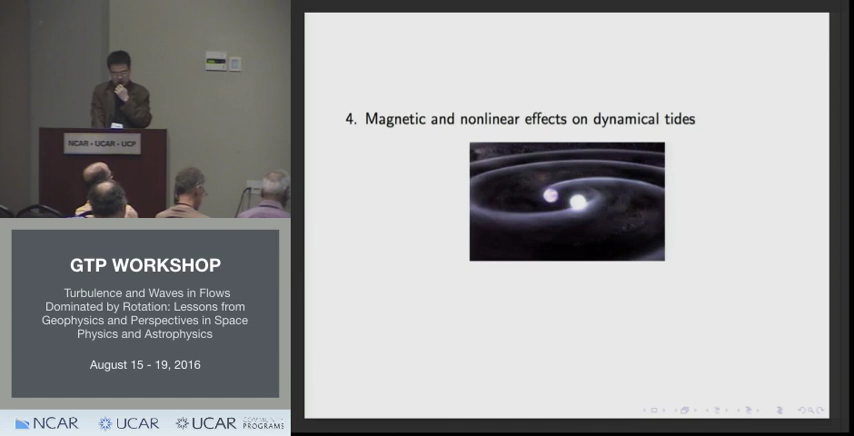 NCAR • UCAR • UCP
GTP WORKSHOP
Turbulence and Waves in Flows
Dominated by Rotation: Lessons from
Geophysics and Perspectives in Space
Physics and Astrophysics
August 15 - 19, 2016
NCAR UCAR UCAR COMMUNITY
PROGRAMS
4. Magnetic and nonlinear effects on dynamical tides